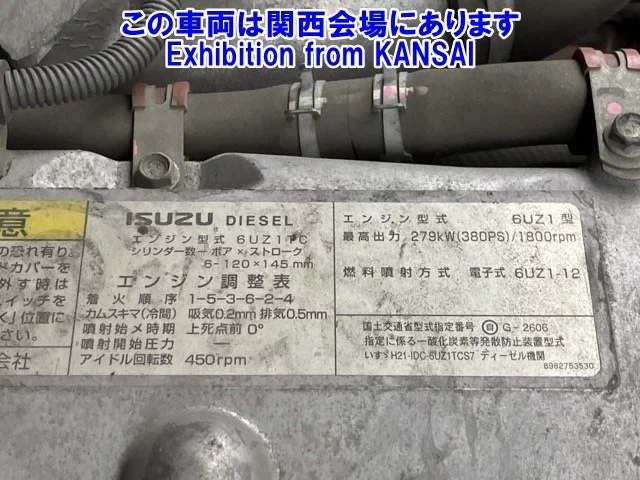 この車両は関西会場にあります
Exhibition from KANSAI
意
の恐れ有り
ドカバーを
外す時は
スイッチを
く」位置に
会社
ISUZU DIESEL
エンジン型式 6UZ1TC
シリンダ数−ボア×ストローク
6-120×145mm
エンジン調整表
着火順序 1-5-3-6-2-4
カムスキマ(冷間) 吸気0.2mm 排気0.5mm
噴射始メ時期 上死点前 0°
噴射開始圧力 —
アイドル回転数 450rpm
エンジン型式 6UZ1型
最高出力 279kW(380PS)/1800rpm
燃料噴射方式 電子式 6UZ1-12
国土交通省型式指定番号 自 G-2606
指定に係る一酸化炭素等発散防止装置型式
いすゞH21-IDC-6UZ1TCS7 ディーゼル機関
8982753530